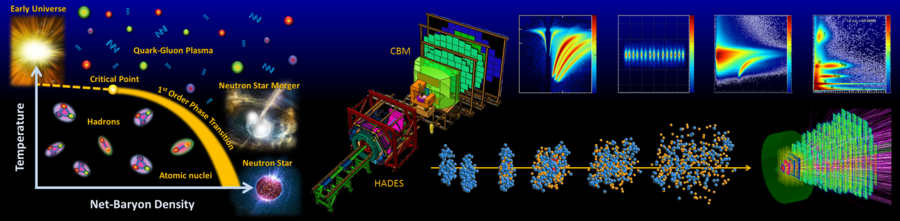 Early Universe
Quark-Gluon Plasma
Critical Point
1st Order Phase Transition
Neutron Star Merger
Hadrons
Neutron Star
Atomic nuclei
Temperature
Net-Baryon Density
CBM
HADES